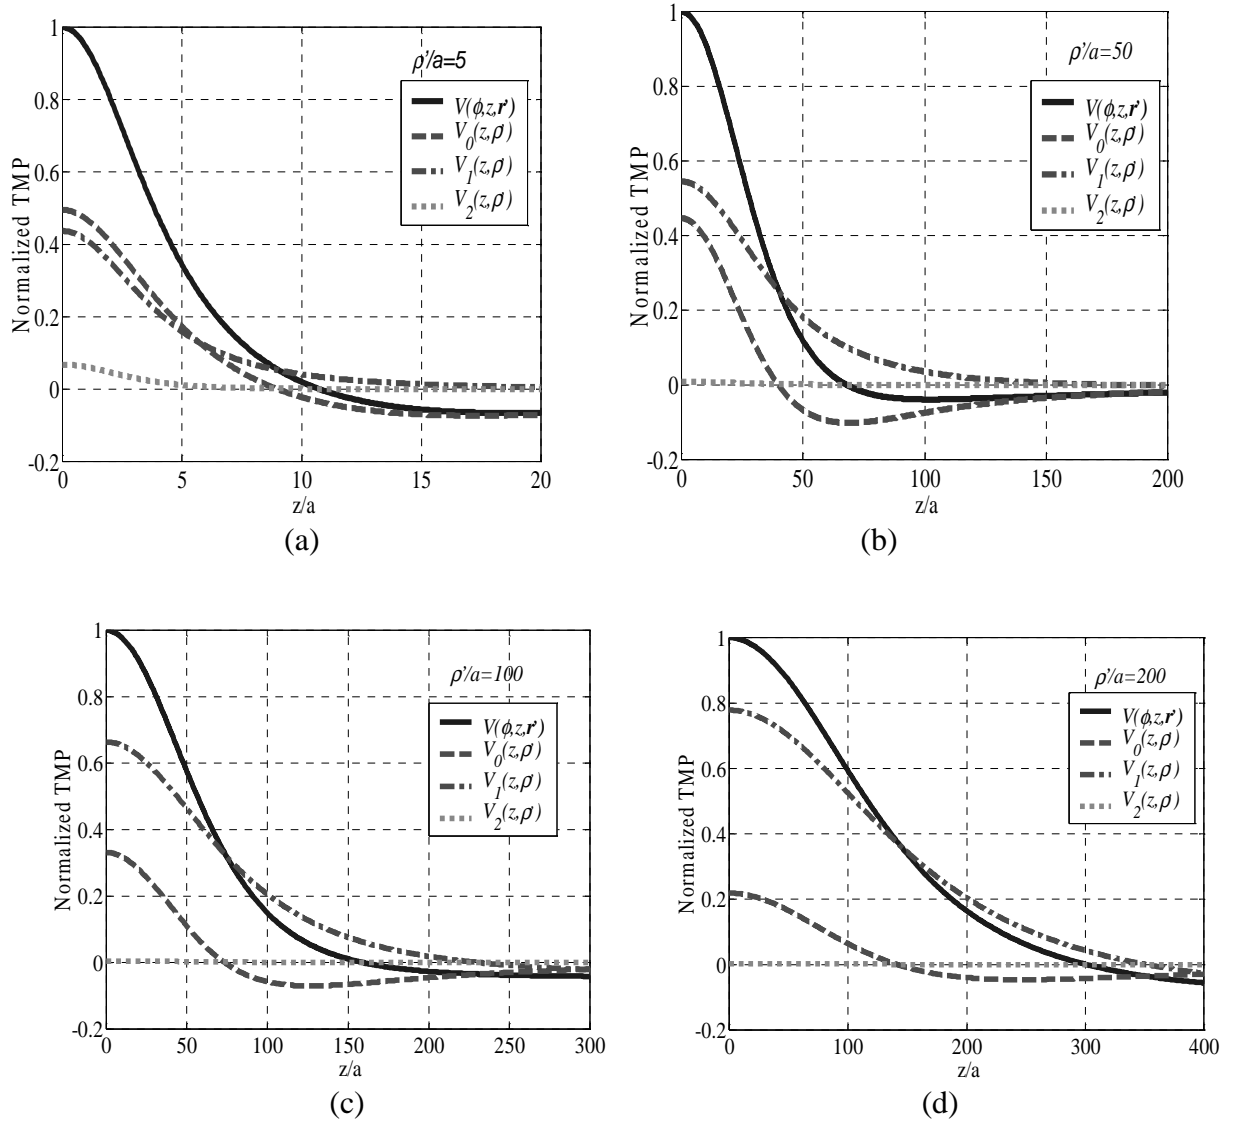 ρ'/a=5
V(ϕ,z,r')
V0(z,ρ')
V1(z,ρ')
V2(z,ρ')
1
0.8
0.6
0.4
0.2
0
-0.2
Normalized TMP
0 5 10 15 20
z/a
(a)
ρ'/a=50
V(ϕ,z,r')
V0(z,ρ')
V1(z,ρ')
V2(z,ρ')
1
0.8
0.6
0.4
0.2
0
-0.2
Normalized TMP
0 50 100 150 200
z/a
(b)
ρ'/a=100
V(ϕ,z,r')
V0(z,ρ')
V1(z,ρ')
V2(z,ρ')
1
0.8
0.6
0.4
0.2
0
-0.2
Normalized TMP
0 50 100 150 200 250 300
z/a
(c)
ρ'/a=200
V(ϕ,z,r')
V0(z,ρ')
V1(z,ρ')
V2(z,ρ')
1
0.8
0.6
0.4
0.2
0
-0.2
Normalized TMP
0 100 200 300 400
z/a
(d)